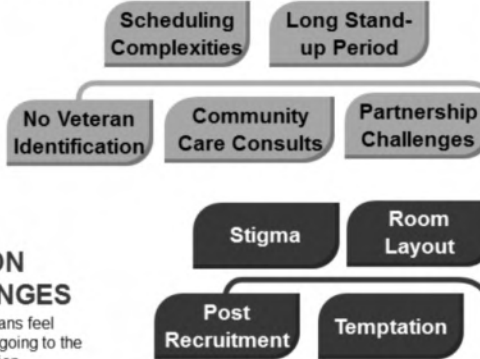 Scheduling
Complexities
Long Stand-
up Period
No Veteran
Identification
Community
Care Consults
Partnership
Challenges
Stigma
Room
Layout
ON
NGES
ans feel
going to the
Post
Recruitment
Temptation